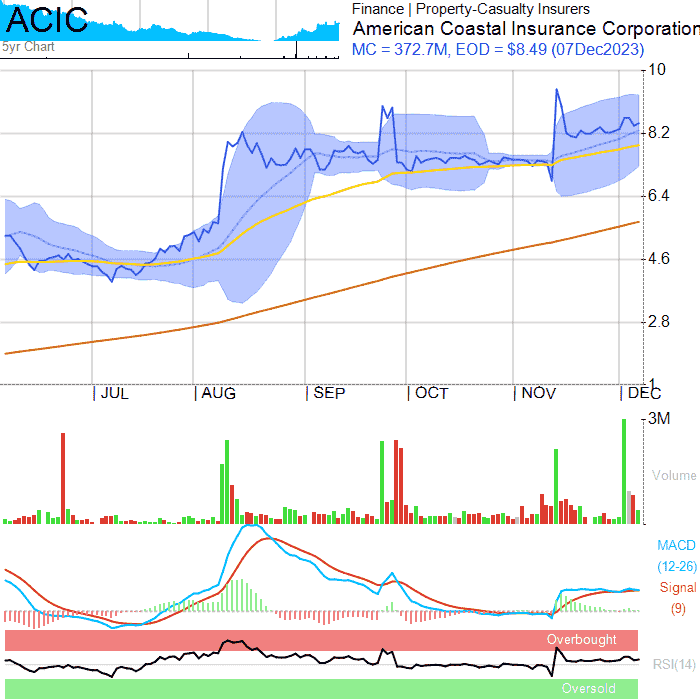 ACIC
5yr Chart
Finance | Property-Casualty Insurers
American Coastal Insurance Corporation
MC = 372.7M, EOD = $8.49 (07Dec2023)
10
8.2
6.4
4.6
2.8
1
JUL AUG SEP OCT NOV DEC
3M
Volume
MACD
(12-26)
Signal
(9)
Overbought
RSI(14)
Oversold